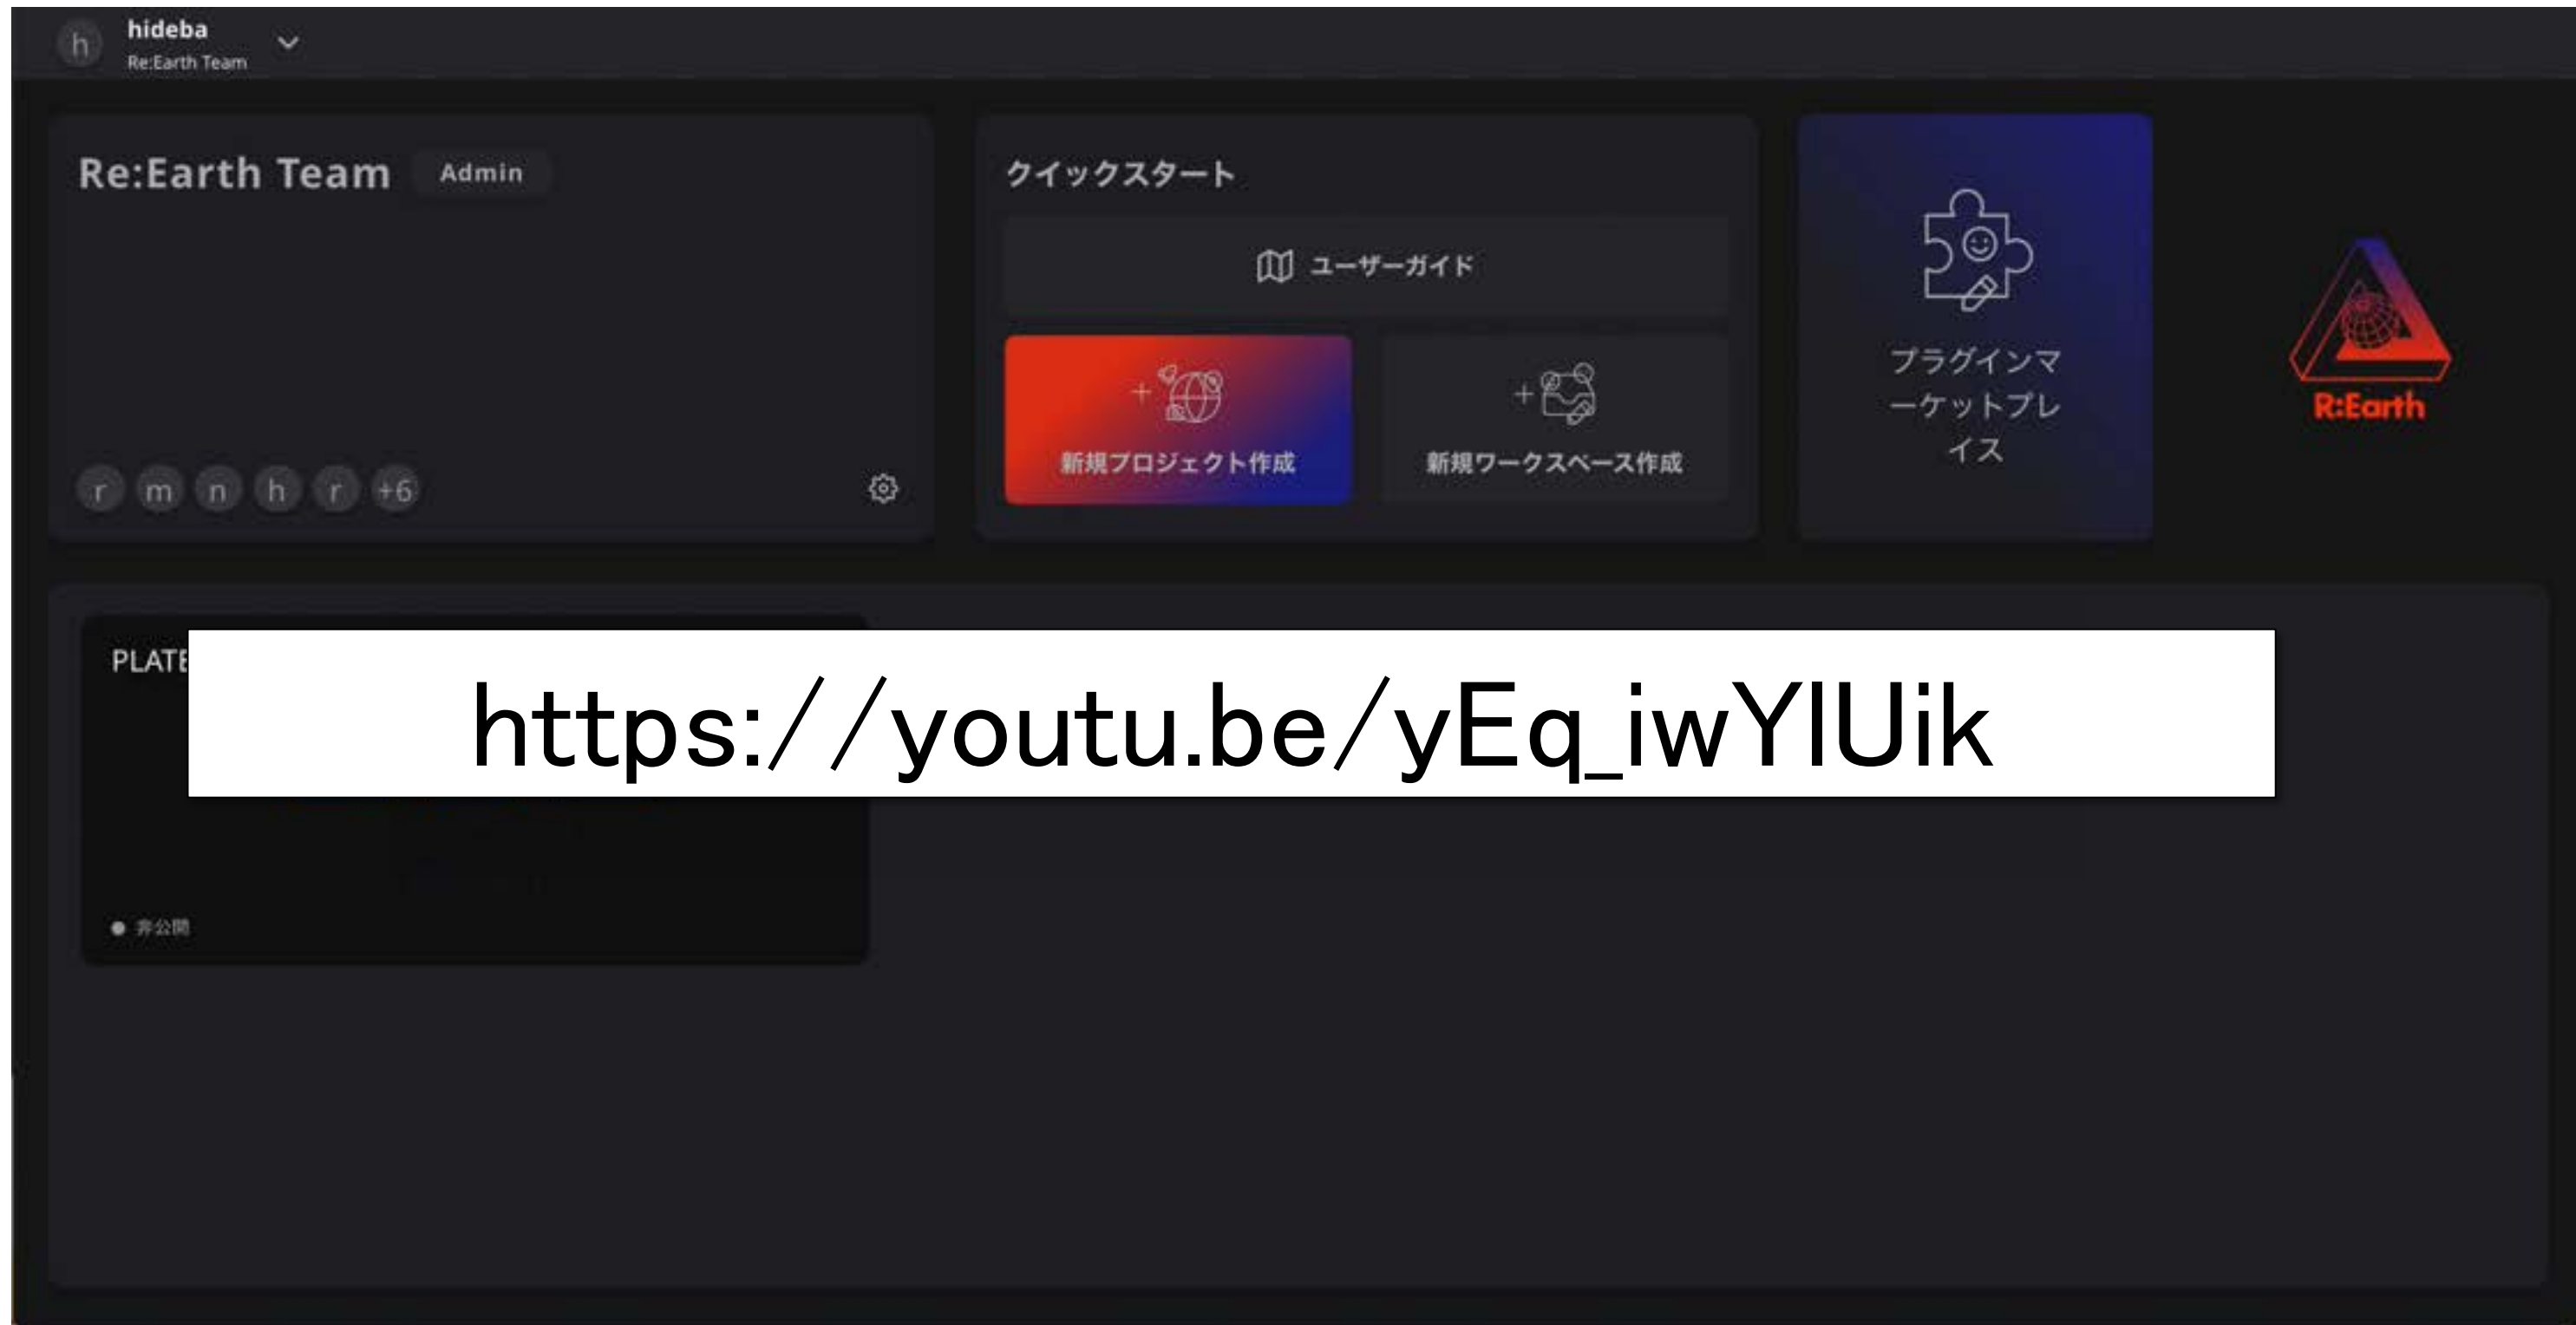 h
hideba
Re:Earth Team
Re:Earth Team
Admin
r m n h r +6
クイックスタート
ユーザーガイド
+
新規プロジェクト作成
+
新規ワークスペース作成
プラグインマ
ーケットプレ
イス
R:Earth
PLATE
https://youtu.be/yEq_iwYlUik
非公開